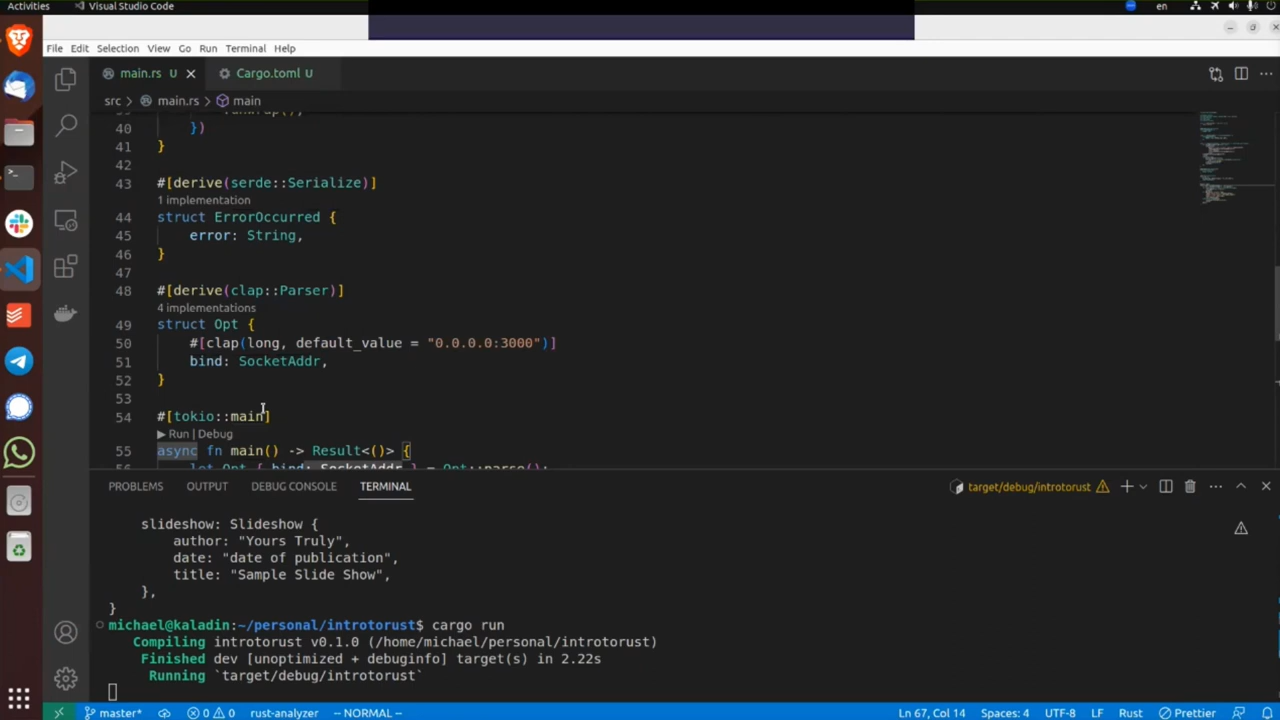 Activities Visual Studio Code en
File Edit Selection View Go Run Terminal Help
main.rs U Cargo.toml U
src > main.rs > main
40 })
41 }
42
43 #[derive(serde::Serialize)]
1 implementation
44 struct ErrorOccurred {
45 error: String,
46 }
47
48 #[derive(clap::Parser)]
4 implementations
49 struct Opt {
50 #[clap(long, default_value = "0.0.0.0:3000")]
51 bind: SocketAddr,
52 }
53
54 #[tokio::main]
Run | Debug
55 async fn main() -> Result<()> {
56 let Opt { bind: SocketAddr } = Opt::parse();
PROBLEMS OUTPUT DEBUG CONSOLE TERMINAL target/debug/introtorust
slideshow: Slideshow {
author: "Yours Truly",
date: "date of publication",
title: "Sample Slide Show",
},
}
michael@kaladin:~/personal/introtorust$ cargo run
Compiling introtorust v0.1.0 (/home/michael/personal/introtorust)
Finished dev [unoptimized + debuginfo] target(s) in 2.22s
Running `target/debug/introtorust`
master* 0 0 rust-analyzer -- NORMAL -- Ln 67, Col 14 Spaces: 4 UTF-8 LF Rust Prettier